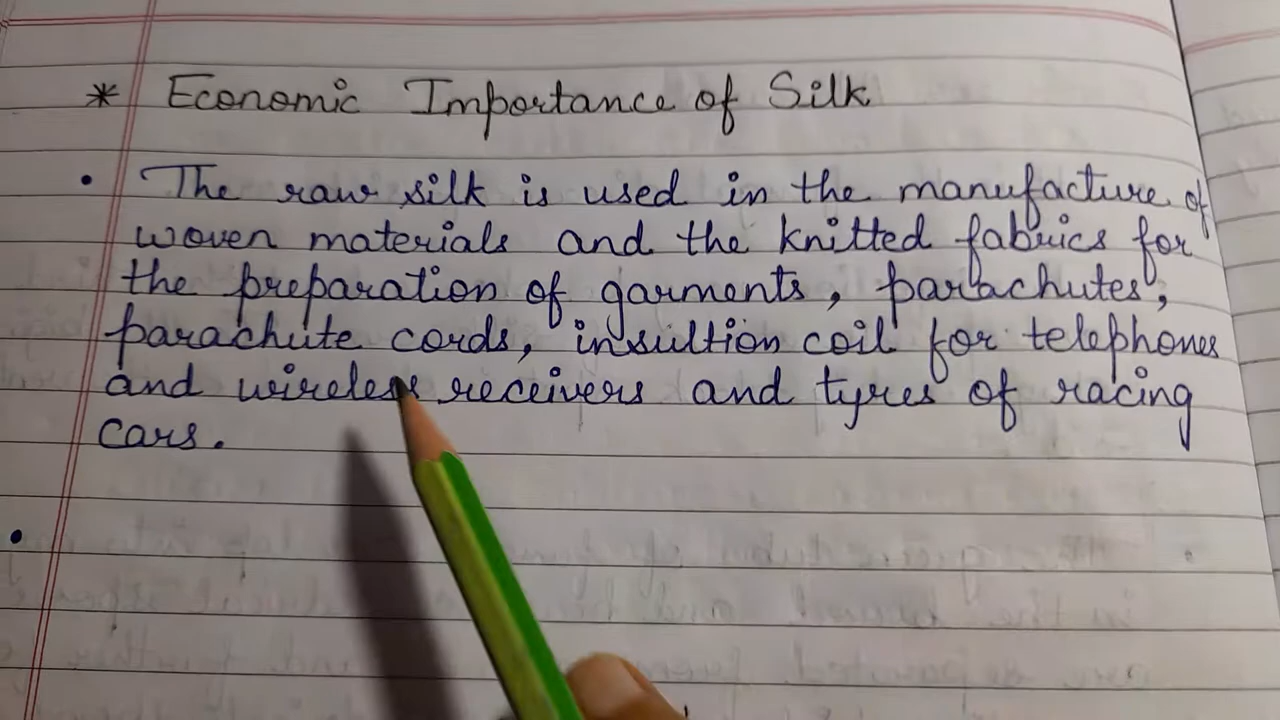 * Economic Importance of Silk
• The raw silk is used in the manufacture of
woven materials and the knitted fabrics for
the preparation of garments, parachutes,
parachute cords, insultion coil for telephones
and wireless receivers and tyres of racing
cars.